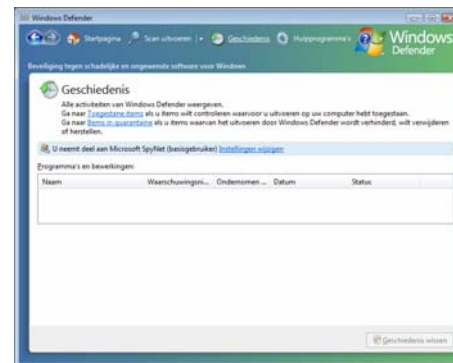 Windows Defender
Startpagina Scan uitvoeren Geschiedenis Hulpprogramma's Windows Defender
Beveiliging tegen schadelijke en ongewenste software voor Windows
Geschiedenis
Alle activiteiten van Windows Defender weergeven.
Ga naar Toegestane items als u items wilt controleren waarvoor u uitvoeren op uw computer hebt toegestaan.
Ga naar Items in quarantaine als u items waarvan het uitvoeren door Windows Defender wordt verhinderd, wilt verwijderen
of herstellen.
U neemt deel aan Microsoft SpyNet (basisgebruiker) Instellingen wijzigen
Programma's en bewerkingen:
Naam Waarschuwingsni... Ondernomen ... Datum Status
Geschiedenis wissen